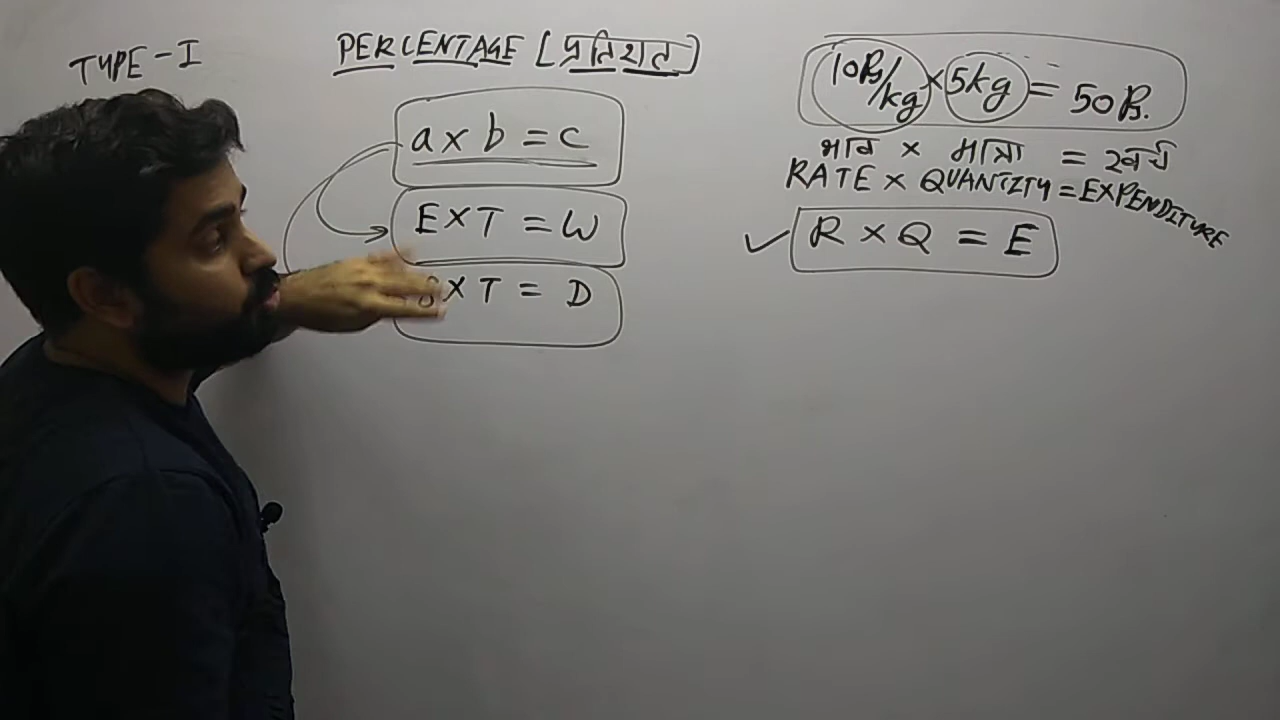 TYPE-I
PERCENTAGE [प्रतिशत]
a × b = c
E × T = W
S × T = D
10Rs/kg × 5kg = 50Rs.
भाव × मात्रा = खर्च
RATE × QUANTITY = EXPENDITURE
R × Q = E